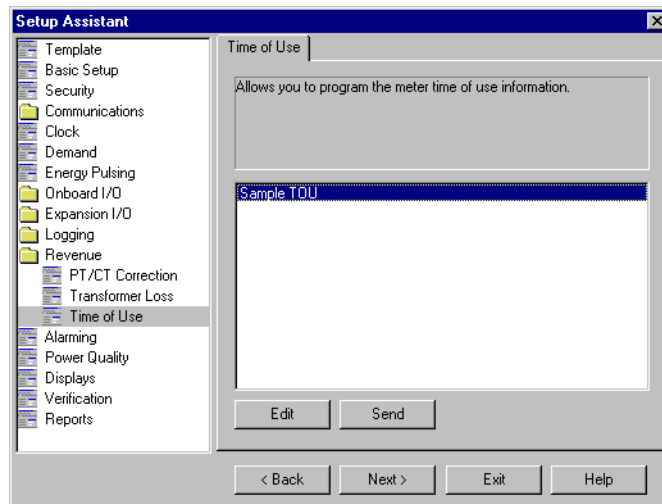 Setup Assistant
Template
Basic Setup
Security
Communications
Clock
Demand
Energy Pulsing
Onboard I/O
Expansion I/O
Logging
Revenue
PT/CT Correction
Transformer Loss
Time of Use
Alarming
Power Quality
Displays
Verification
Reports
Time of Use
Allows you to program the meter time of use information.
Sample TOU
Edit Send
< Back Next > Exit Help